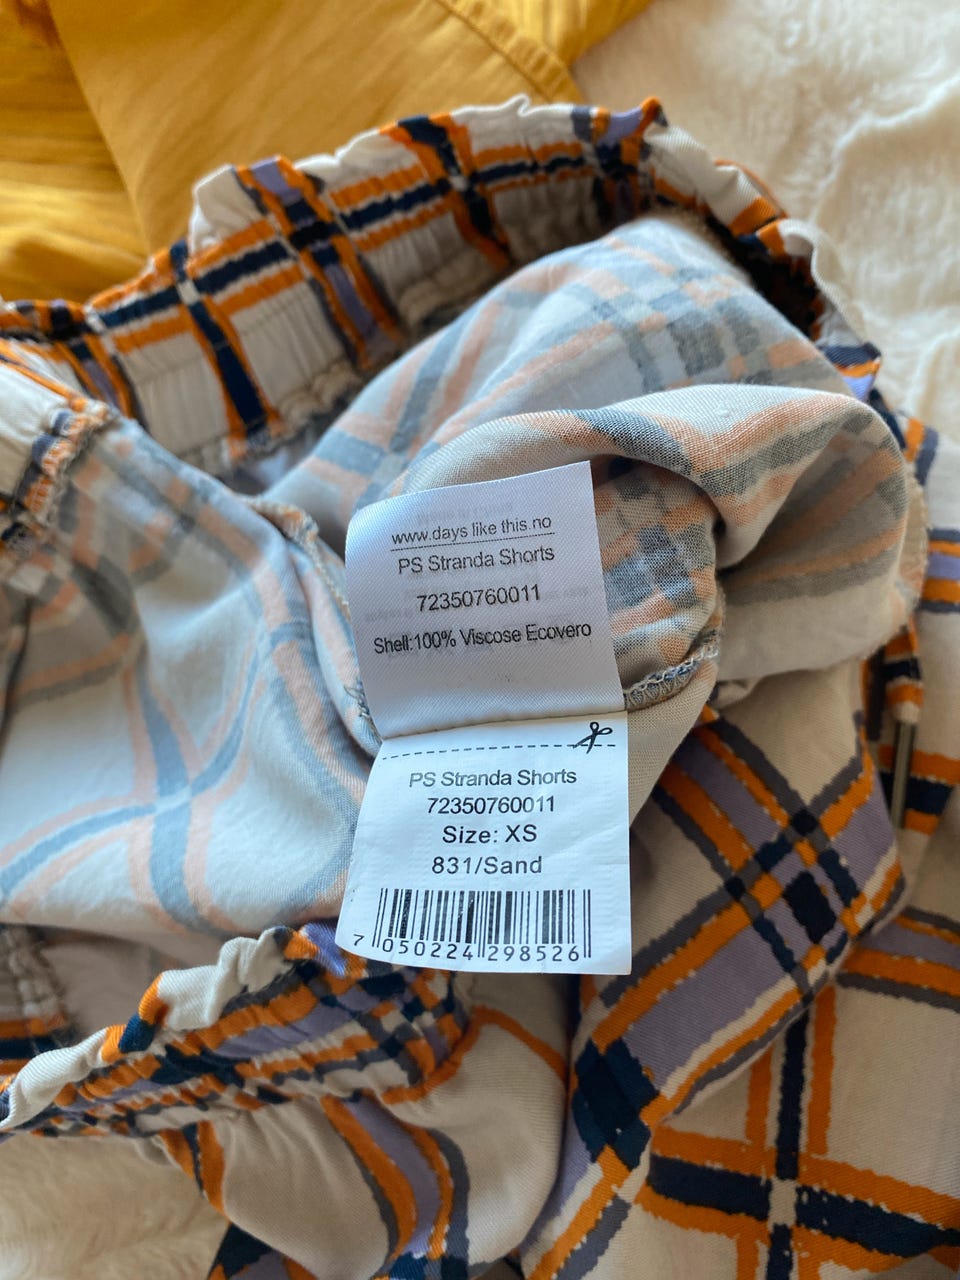 www.days like this.no
PS Stranda Shorts
72350760011
Shell:100% Viscose Ecovero
PS Stranda Shorts
72350760011
Size: XS
831/Sand
7 050224 298526